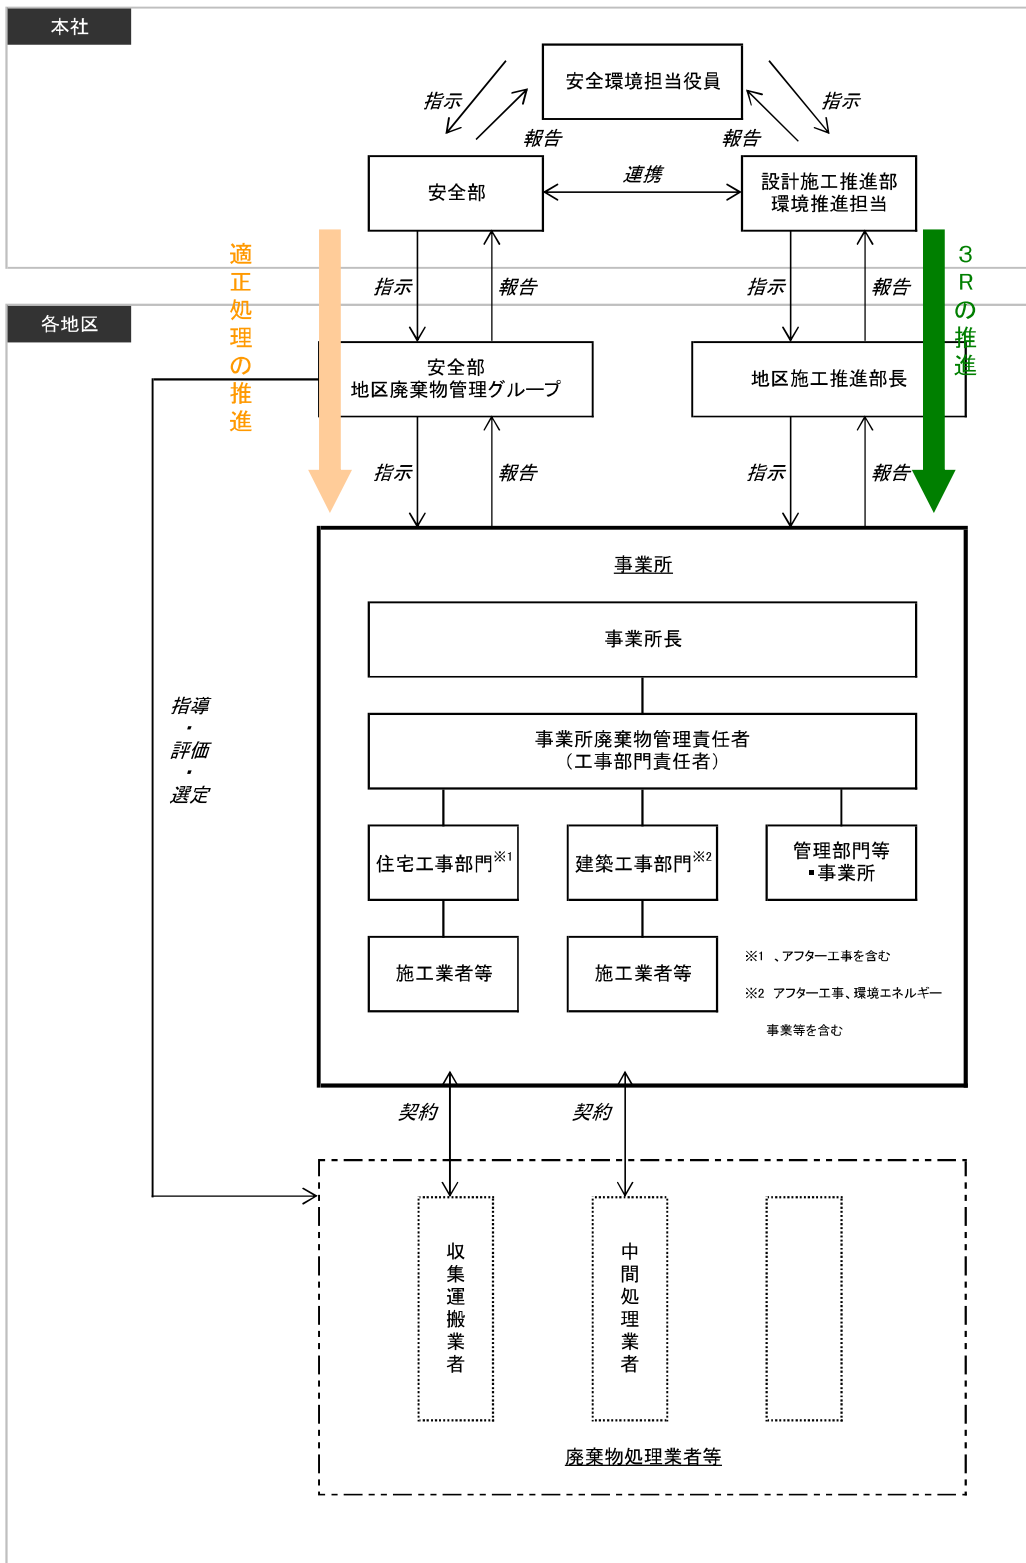 本社
安全環境担当役員
指示
報告
報告
指示
安全部
連携
設計施工推進部
環境推進担当
適正処理の推進
3Rの推進
指示
報告
指示
報告
各地区
安全部
地区廃棄物管理グループ
地区施工推進部長
指示
報告
指示
報告
事業所
事業所長
事業所廃棄物管理責任者
(工事部門責任者)
住宅工事部門※1
建築工事部門※2
管理部門等
・事業所
施工業者等
施工業者等
※1 、アフター工事を含む
※2 アフター工事、環境エネルギー
事業等を含む
指導
・
評価
・
選定
契約
契約
収集運搬業者
中間処理業者
廃棄物処理業者等